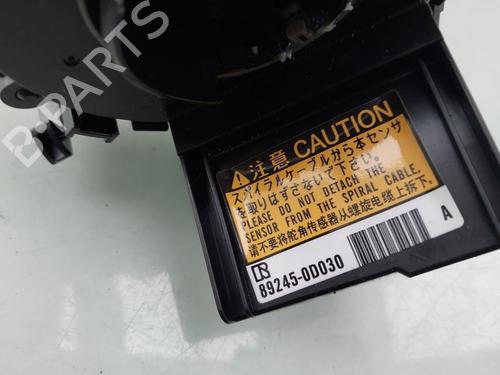 B-PARTS
⚠注意 CAUTION
スパイラルケーブルから本センサ
を取りはずさないで下さい。
PLEASE DO NOT DETACH THE
SENSOR FROM THE SPIRAL CABLE.
请不要将舵角传感器从螺旋电缆上拆下。
A
89245-0D030